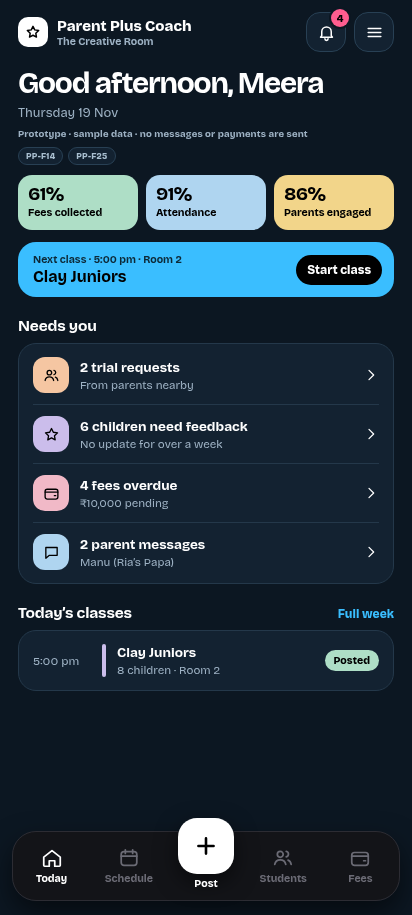 Parent Plus Coach
The Creative Room
4
Good afternoon, Meera
Thursday 19 Nov
Prototype · sample data · no messages or payments are sent
PP-F14 PP-F25
61%
Fees collected
91%
Attendance
86%
Parents engaged
Next class · 5:00 pm · Room 2
Clay Juniors
Start class
Needs you
2 trial requests
From parents nearby
6 children need feedback
No update for over a week
4 fees overdue
₹10,000 pending
2 parent messages
Manu (Ria's Papa)
Today's classes
Full week
5:00 pm
Clay Juniors
8 children · Room 2
Posted
Today
Schedule
Post
Students
Fees